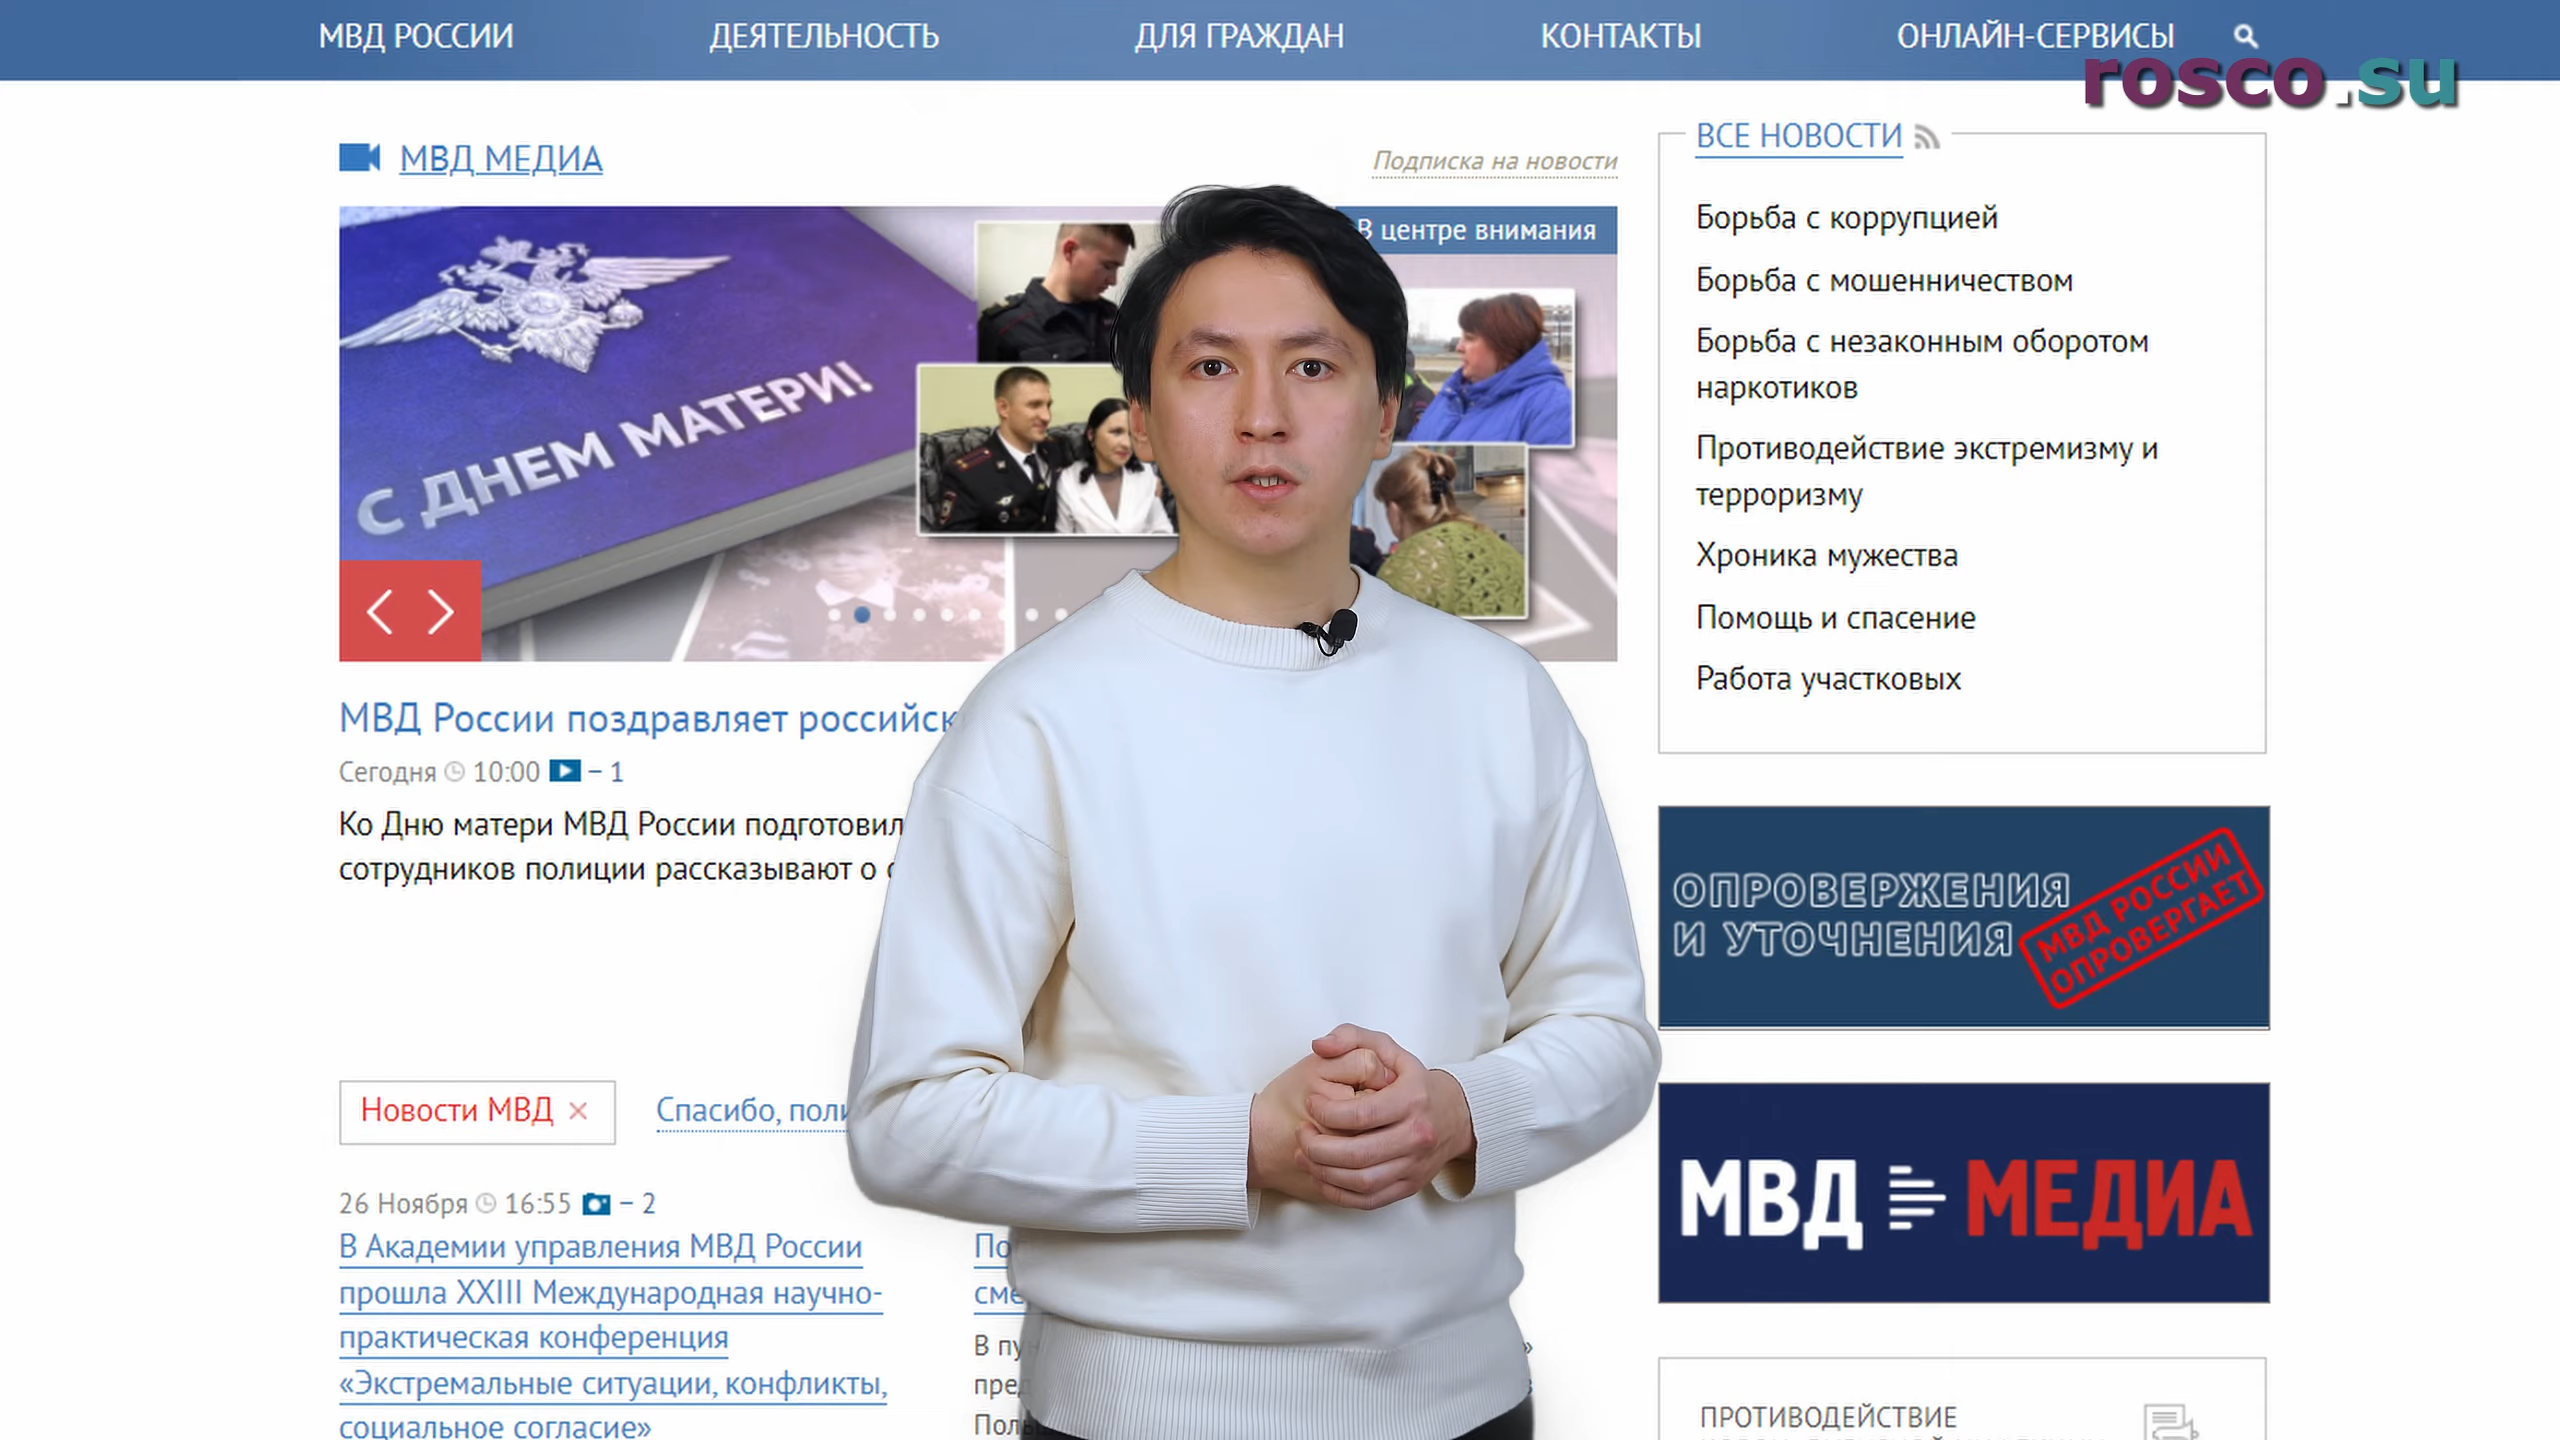 МВД РОССИИ
ДЕЯТЕЛЬНОСТЬ
ДЛЯ ГРАЖДАН
КОНТАКТЫ
ОНЛАЙН-СЕРВИСЫ
rosco.su
МВД МЕДИА
Подписка на новости
В центре внимания
С ДНЕМ МАТЕРИ!
МВД России поздравляет
Сегодня 10:00 – 1
Ко Дню матери МВД России
сотрудников полиции рассказывают о
Новости МВД ×
Спасибо,
26 Ноября 16:55 – 2
В Академии управления МВД России
прошла XXIII Международная научно-
практическая конференция
«Экстремальные ситуации, конфликты,
социальное согласие»
В
ВСЕ НОВОСТИ
Борьба с коррупцией
Борьба с мошенничеством
Борьба с незаконным оборотом
наркотиков
Противодействие экстремизму и
терроризму
Хроника мужества
Помощь и спасение
Работа участковых
ОПРОВЕРЖЕНИЯ
И УТОЧНЕНИЯ
МВД РОССИИ
ОПРОВЕРГАЕТ
МВД МЕДИА
ПРОТИВОДЕЙСТВИЕ